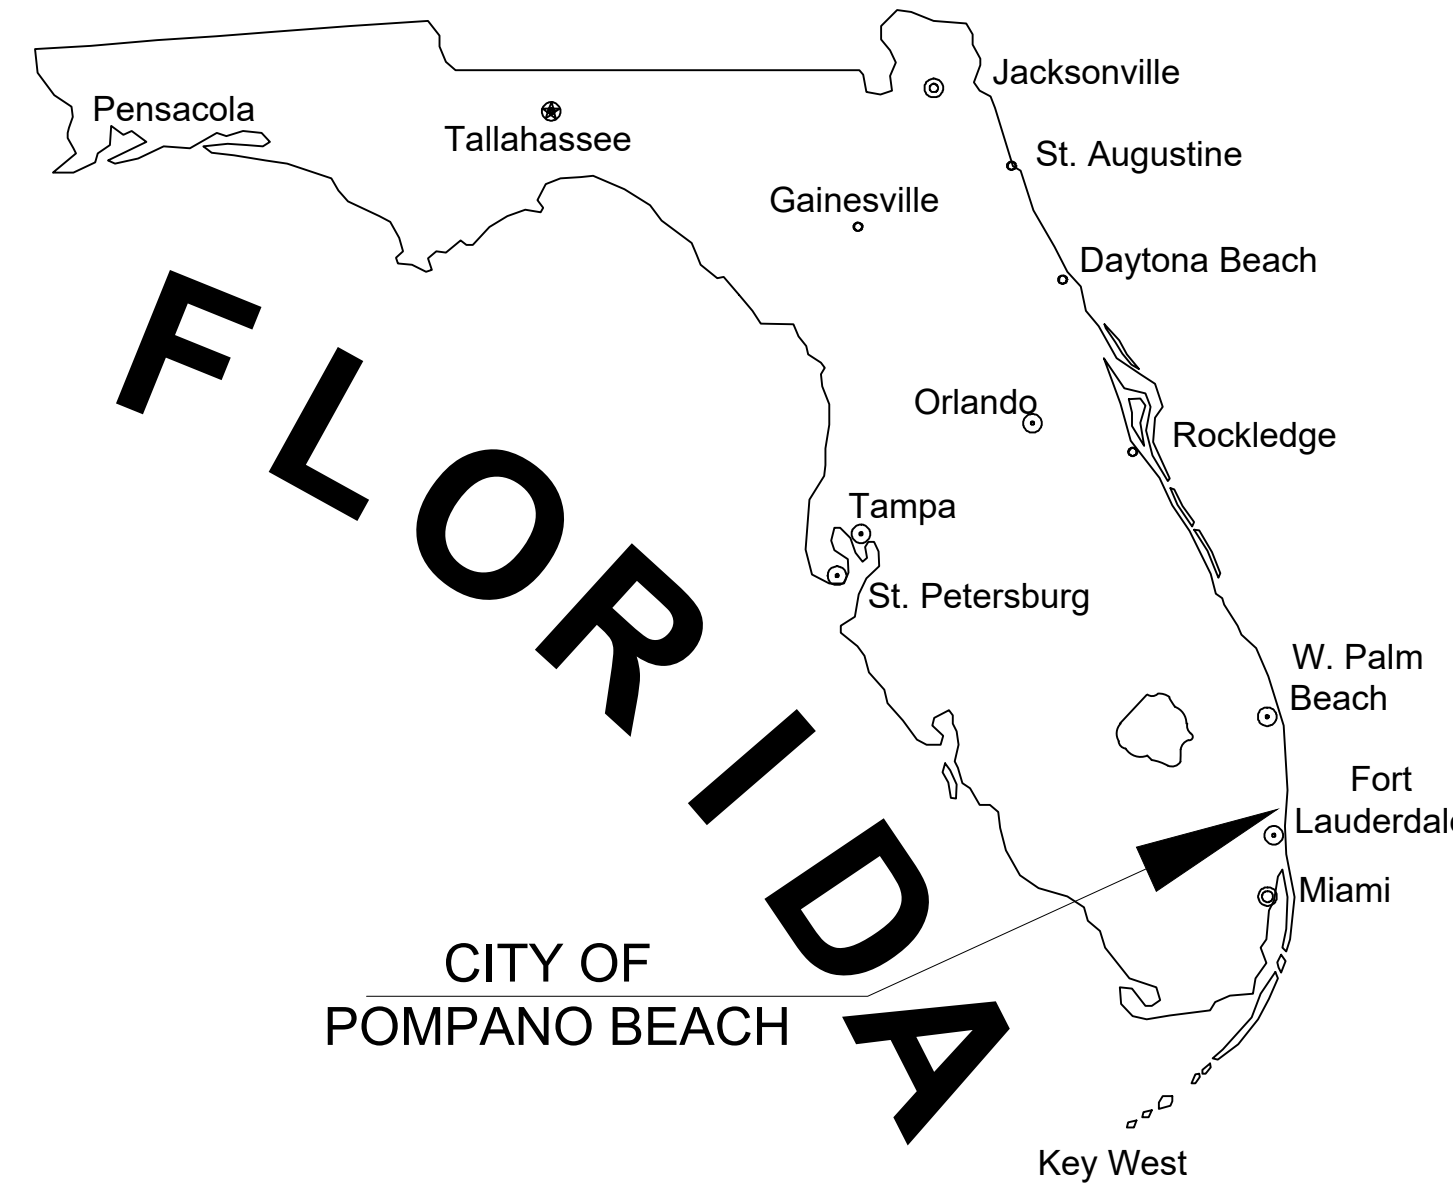 Jacksonville
Pensacola
Tallahassee
St. Augustine
Gainesville
Daytona Beach
FLORIDA
Orlando
Rockledge
Tampa
St. Petersburg
W. Palm
Beach
Fort
Lauderdale
Miami
CITY OF
POMPANO BEACH
Key West